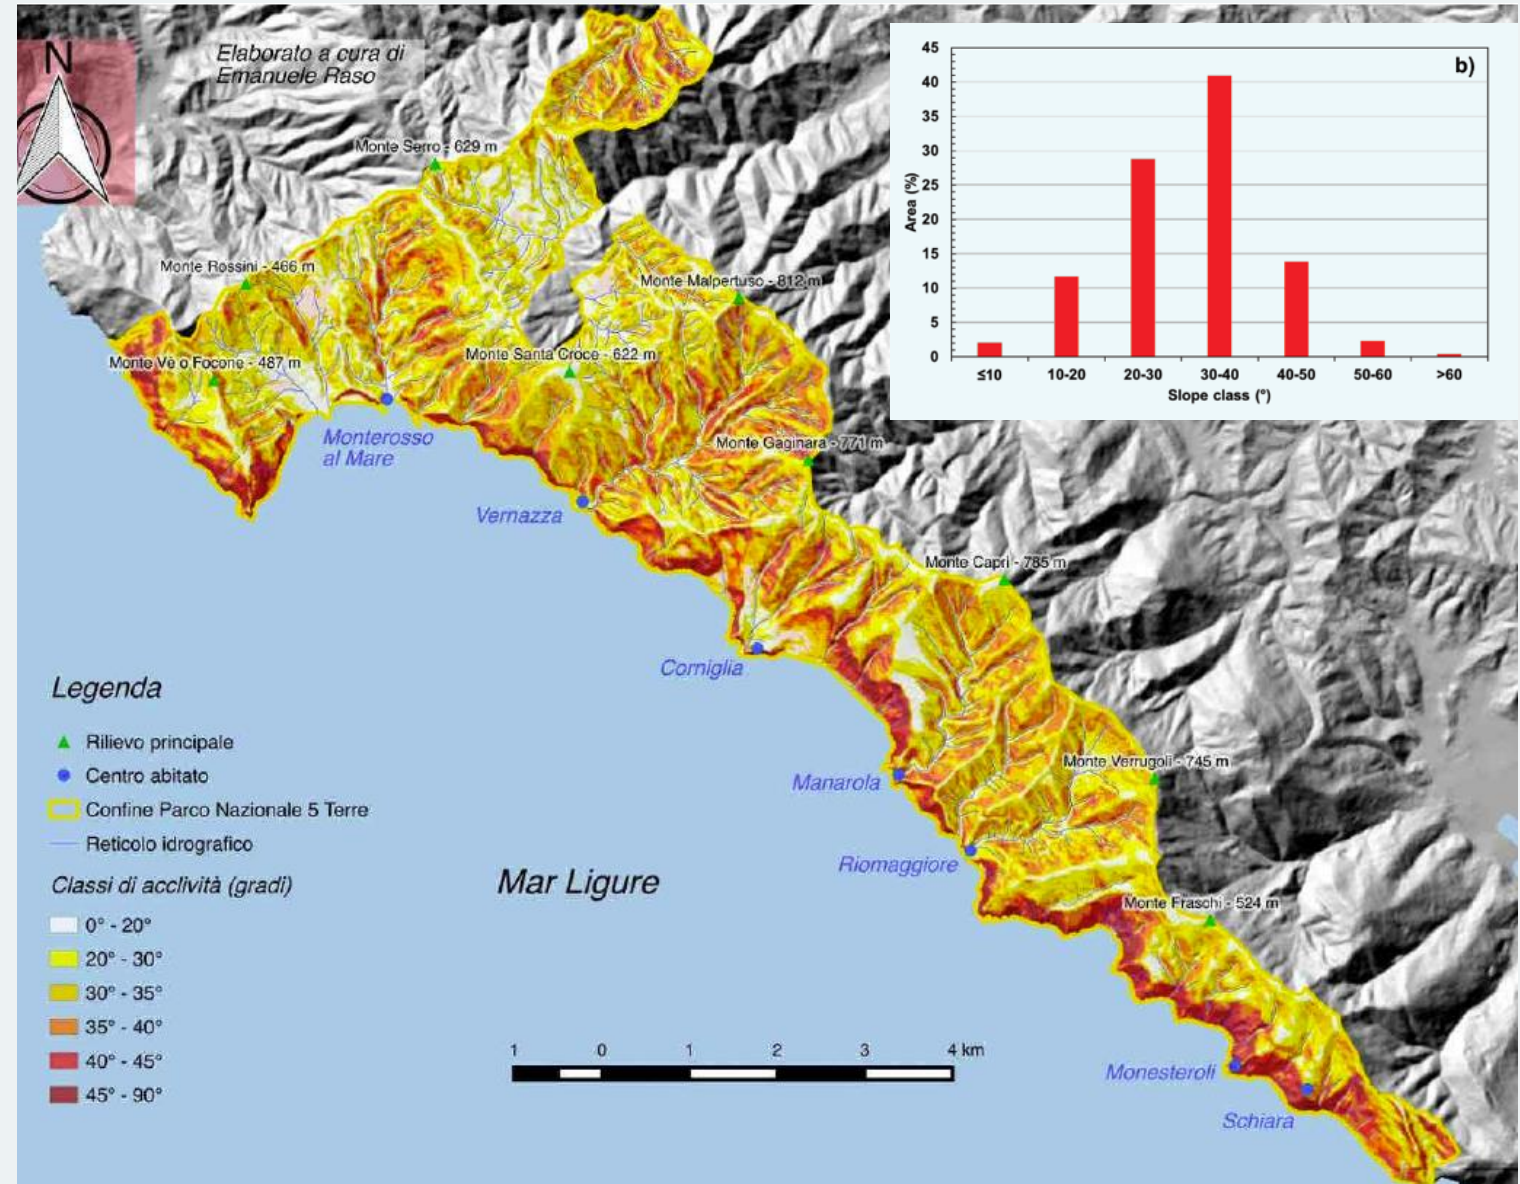 N
Elaborato a cura di
Emanuele Raso
Monte Serro - 629 m
Monte Rossini - 466 m
Monte Malpertuso - 812 m
Monte Santa Croce - 622 m
Monte Vè o Focone - 487 m
Monterosso
al Mare
Monte Gaginara - 771 m
Vernazza
Monte Capri - 785 m
Corniglia
Monte Verrugoli - 745 m
Manarola
Riomaggiore
Monte Fraschi - 524 m
Mar Ligure
Monesteroli
Schiara
Legenda
Rilievo principale
Centro abitato
Confine Parco Nazionale 5 Terre
Reticolo idrografico
Classi di acclività (gradi)
0° - 20°
20° - 30°
30° - 35°
35° - 40°
40° - 45°
45° - 90°
1 0 1 2 3 4 km
b)
Area (%)
45
40
35
30
25
20
15
10
5
0
≤10 10-20 20-30 30-40 40-50 50-60 >60
Slope class (°)